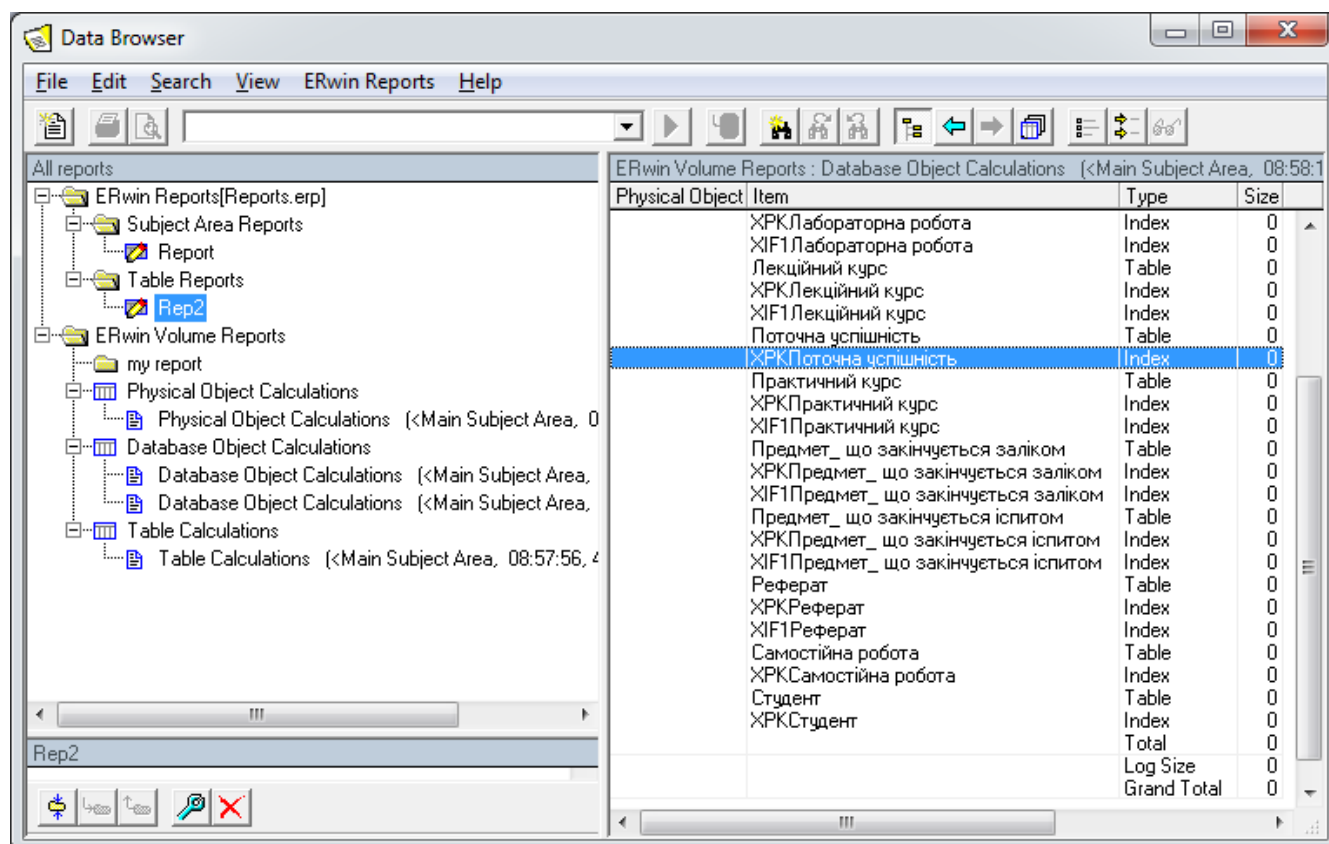 Data Browser
File Edit Search View ERwin Reports Help
All reports
ERwin Reports[Reports.erp]
Subject Area Reports
Report
Table Reports
Rep2
ERwin Volume Reports
my report
Physical Object Calculations
Physical Object Calculations (<Main Subject Area, 0
Database Object Calculations
Database Object Calculations (<Main Subject Area,
Database Object Calculations (<Main Subject Area,
Table Calculations
Table Calculations (<Main Subject Area, 08:57:56, 4
Rep2
ERwin Volume Reports : Database Object Calculations (<Main Subject Area, 08:58:1
Physical Object Item Type Size
XPKЛабораторна робота Index 0
XIF1Лабораторна робота Index 0
Лекційний курс Table 0
XPKЛекційний курс Index 0
XIF1Лекційний курс Index 0
Поточна успішність Table 0
XPKПоточна успішність Index 0
Практичний курс Table 0
XPKПрактичний курс Index 0
XIF1Практичний курс Index 0
Предмет_ що закінчується заліком Table 0
XPKПредмет_ що закінчується заліком Index 0
XIF1Предмет_ що закінчується заліком Index 0
Предмет_ що закінчується іспитом Table 0
XPKПредмет_ що закінчується іспитом Index 0
XIF1Предмет_ що закінчується іспитом Index 0
Реферат Table 0
XPKРеферат Index 0
XIF1Реферат Index 0
Самостійна робота Table 0
XPKСамостійна робота Index 0
Студент Table 0
XPKСтудент Index 0
Total 0
Log Size 0
Grand Total 0